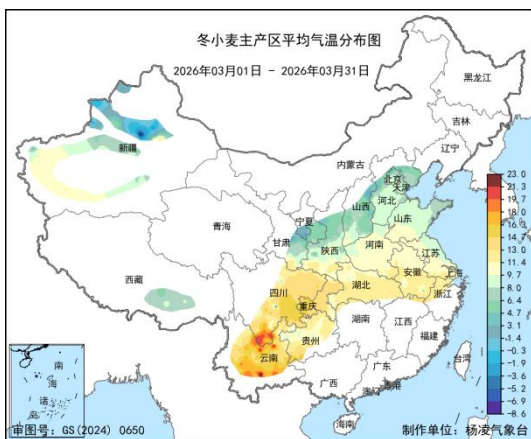 冬小麦主产区平均气温分布图
2026年03月01日 - 2026年03月31日
黑龙江
吉林
辽宁
内蒙古
新疆
北京
天津
河北
山西
宁夏
山东
青海
甘肃
陕西
河南
江苏
西藏
安徽
上海
四川
湖北
重庆
浙江
湖南
江西
贵州
福建
云南
台湾
广西
广东
香港
澳门
海南
23.0
21.3
19.7
18.0
16.3
14.7
13.0
11.4
9.7
8.0
6.4
4.7
3.1
1.4
-0.3
-1.9
-3.6
-5.2
-6.9
-8.6
南
海
诸
岛
审图号: GS(2024) 0650
制作单位: 杨凌气象台